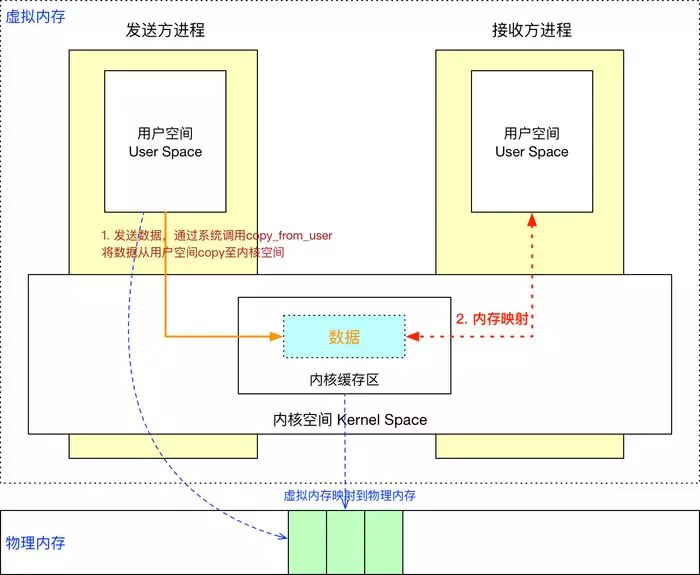 虚拟内存
发送方进程
接收方进程
用户空间
User Space
用户空间
User Space
1. 发送数据，通过系统调用copy_from_user
将数据从用户空间copy至内核空间
2. 内存映射
数据
内核缓存区
内核空间 Kernel Space
虚拟内存映射到物理内存
物理内存